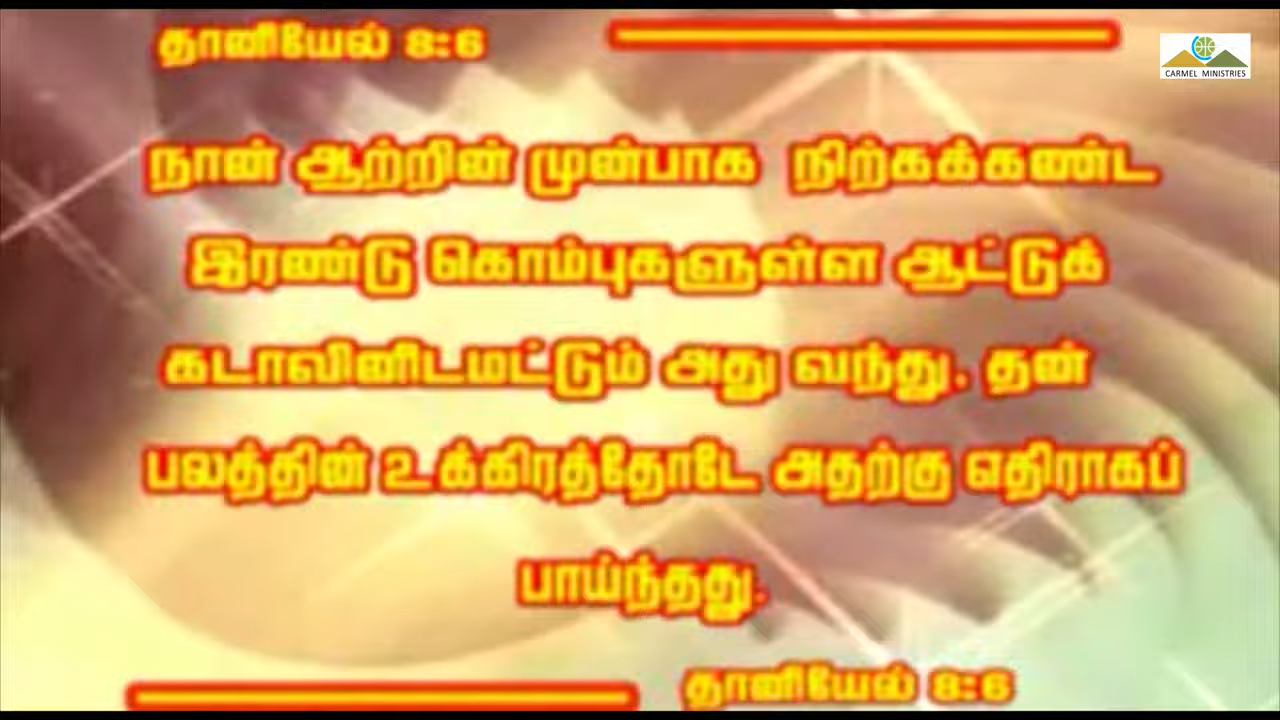 தானியேல் 8:6
CARMEL MINISTRIES
நான் ஆற்றின் முன்பாக நிற்கக்கண்ட
இரண்டு கொம்புகளுள்ள ஆட்டுக்
கடாவினிடமட்டும் அது வந்து, தன்
பலத்தின் உக்கிரத்தோடே அதற்கு எதிராகப்
பாய்ந்தது.
தானியேல் 8:6